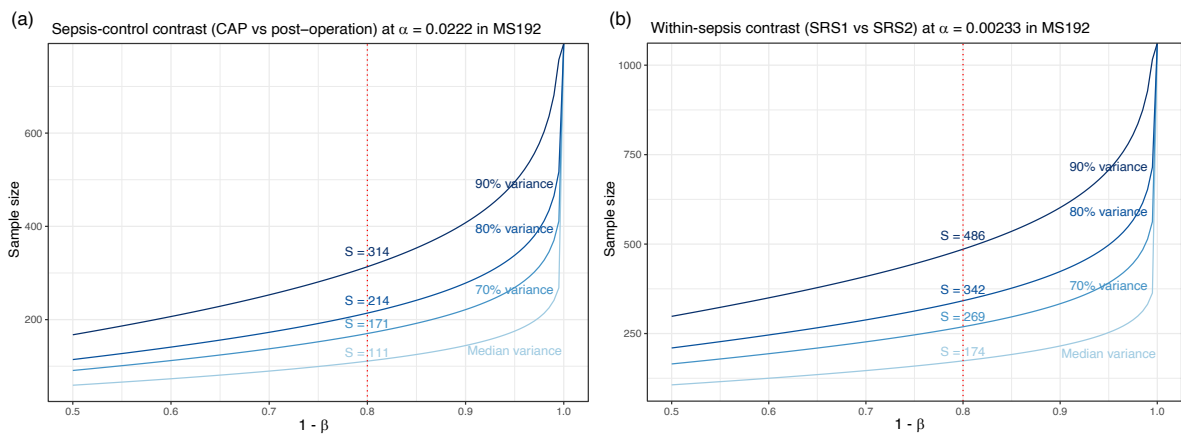 (a)
Sepsis-control contrast (CAP vs post−operation) at α = 0.0222 in MS192
Sample size
600
400
200
90% variance
80% variance
70% variance
Median variance
S = 314
S = 214
S = 171
S = 111
0.5 0.6 0.7 0.8 0.9 1.0
1 - β
(b)
Within-sepsis contrast (SRS1 vs SRS2) at α = 0.00233 in MS192
Sample size
1000
750
500
250
90% variance
80% variance
70% variance
Median variance
S = 486
S = 342
S = 269
S = 174
0.5 0.6 0.7 0.8 0.9 1.0
1 - β